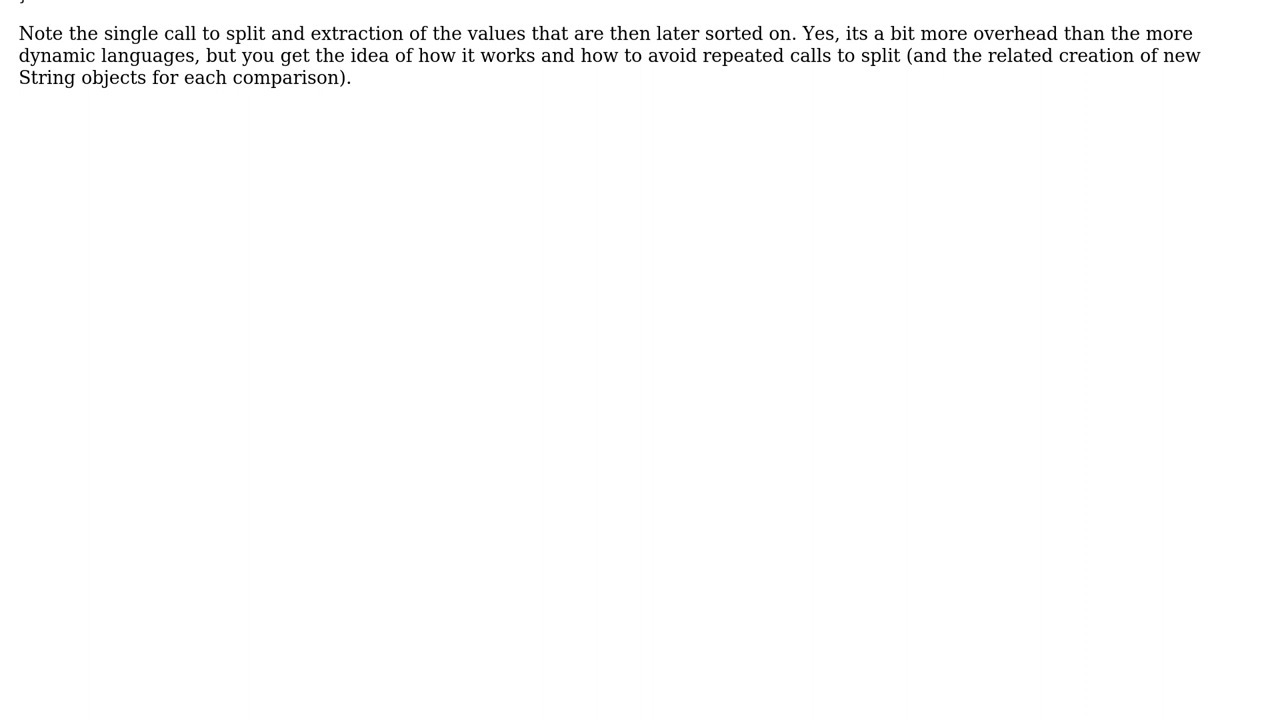 Note the single call to split and extraction of the values that are then later sorted on. Yes, its a bit more overhead than the more
dynamic languages, but you get the idea of how it works and how to avoid repeated calls to split (and the related creation of new
String objects for each comparison).